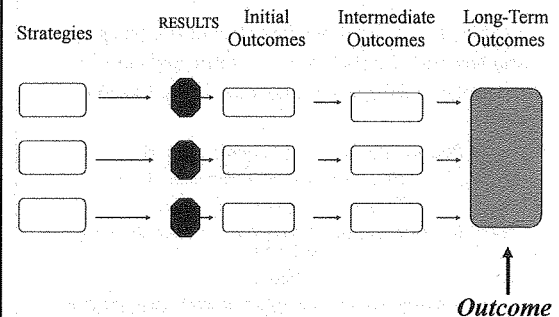 Strategies
RESULTS
Initial
Outcomes
Intermediate
Outcomes
Long-Term
Outcomes
Outcome